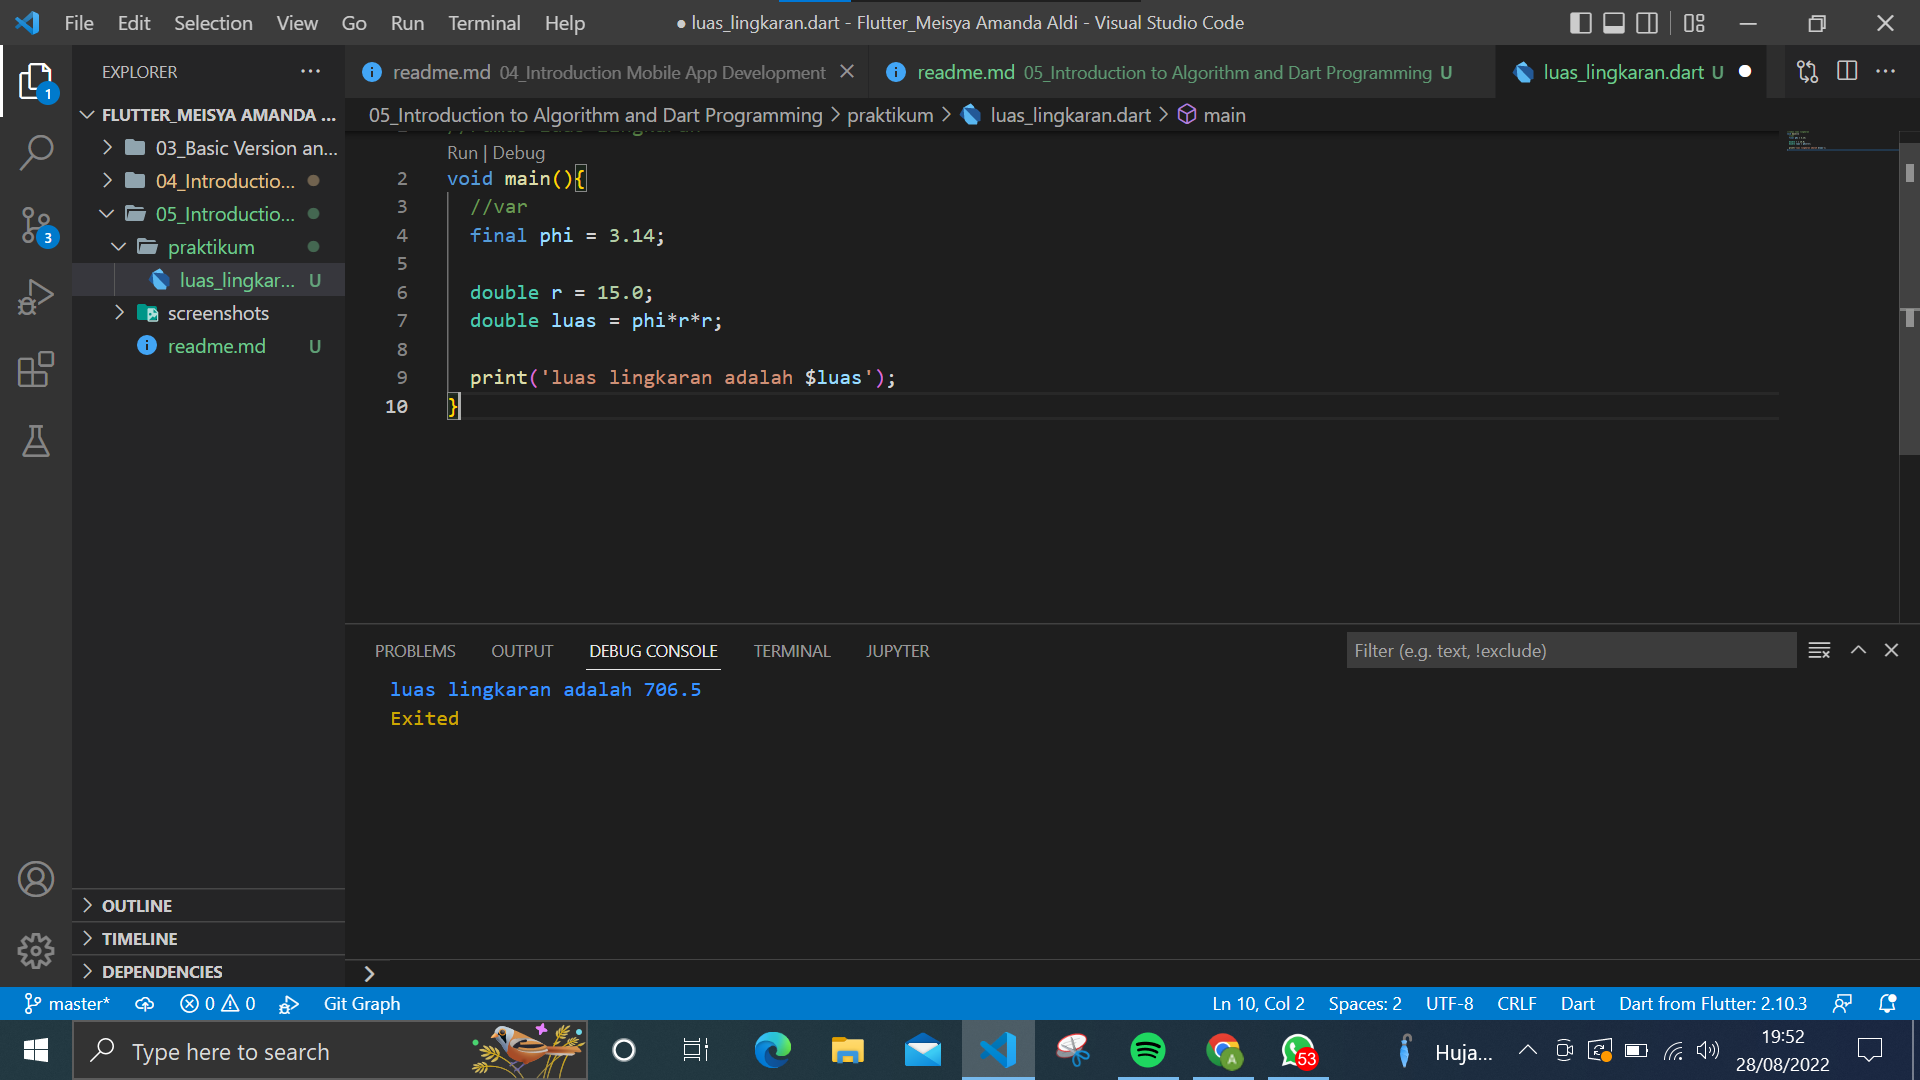 File Edit Selection View Go Run Terminal Help
● luas_lingkaran.dart - Flutter_Meisya Amanda Aldi - Visual Studio Code
EXPLORER
FLUTTER_MEISYA AMANDA ...
03_Basic Version an...
04_Introductio...
05_Introductio...
praktikum
luas_lingkar... U
screenshots
readme.md U
OUTLINE
TIMELINE
DEPENDENCIES
1
3
readme.md 04_Introduction Mobile App Development
readme.md 05_Introduction to Algorithm and Dart Programming U
luas_lingkaran.dart U
05_Introduction to Algorithm and Dart Programming > praktikum > luas_lingkaran.dart > main
Run | Debug
2 void main(){
3 //var
4 final phi = 3.14;
5
6 double r = 15.0;
7 double luas = phi*r*r;
8
9 print('luas lingkaran adalah $luas');
10 }
PROBLEMS OUTPUT DEBUG CONSOLE TERMINAL JUPYTER
Filter (e.g. text, !exclude)
luas lingkaran adalah 706.5
Exited
master* 0 0 Git Graph
Ln 10, Col 2 Spaces: 2 UTF-8 CRLF Dart Dart from Flutter: 2.10.3
Type here to search
A
53
Huja...
19:52
28/08/2022